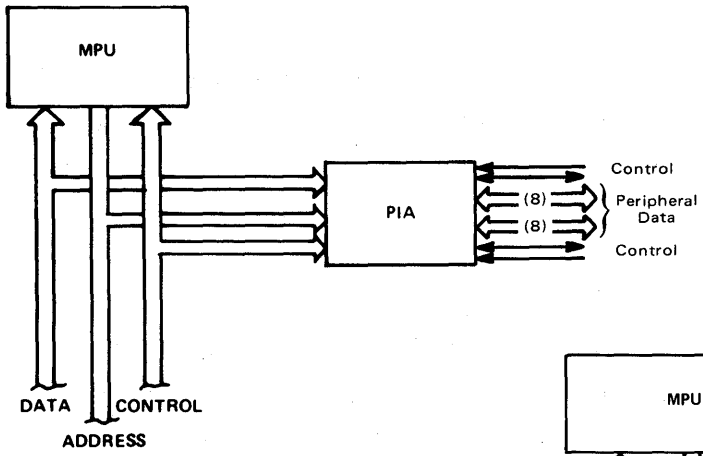 MPU
PIA
Control
(8)
Peripheral
Data
(8)
Control
DATA CONTROL
ADDRESS
MPU